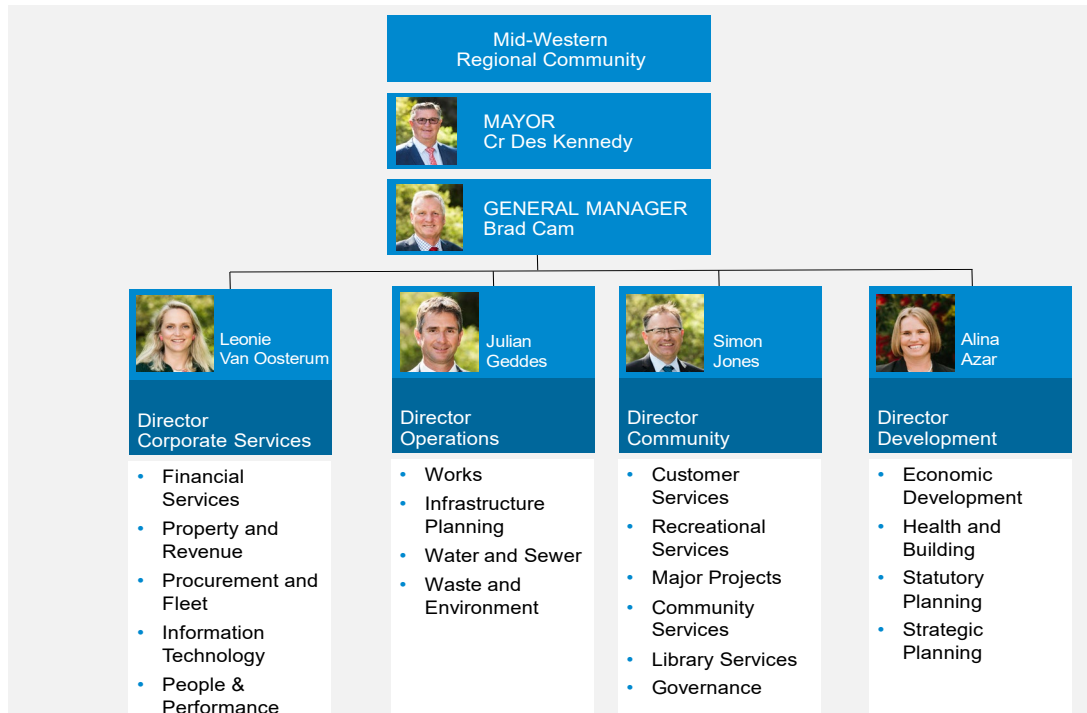 Mid-Western
Regional Community
MAYOR
Cr Des Kennedy
GENERAL MANAGER
Brad Cam
Leonie
Van Oosterum
Director
Corporate Services
• Financial
Services
• Property and
Revenue
• Procurement and
Fleet
• Information
Technology
• People &
Performance
Julian
Geddes
Director
Operations
• Works
• Infrastructure
Planning
• Water and Sewer
• Waste and
Environment
Simon
Jones
Director
Community
• Customer
Services
• Recreational
Services
• Major Projects
• Community
Services
• Library Services
• Governance
Alina
Azar
Director
Development
• Economic
Development
• Health and
Building
• Statutory
Planning
• Strategic
Planning